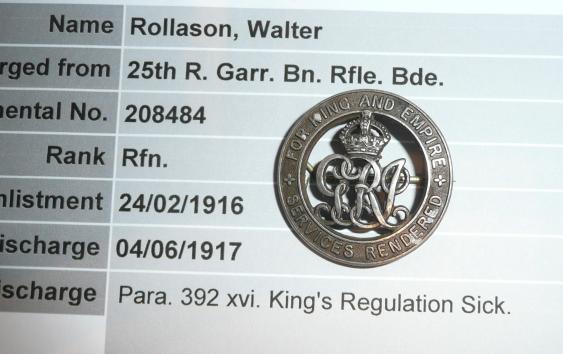 Name Rollason, Walter
rged from 25th R. Garr. Bn. Rfle. Bde.
ental No. 208484
Rank Rfn.
nlistment 24/02/1916
ischarge 04/06/1917
ischarge Para. 392 xvi. King's Regulation Sick.
FOR KING AND EMPIRE
SERVICES RENDERED